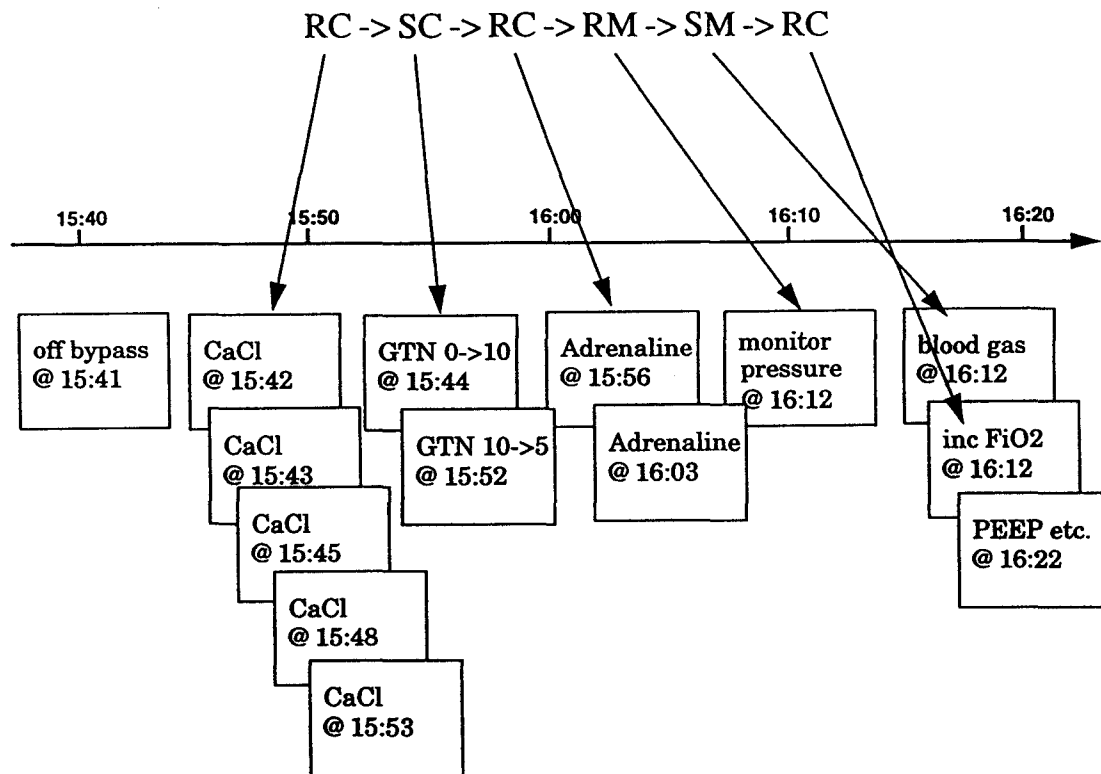 RC -> SC -> RC -> RM -> SM -> RC
15:40 15:50 16:00 16:10 16:20
off bypass
@ 15:41
CaCl
@ 15:42
CaCl
@ 15:43
CaCl
@ 15:45
CaCl
@ 15:48
CaCl
@ 15:53
GTN 0->10
@ 15:44
GTN 10->5
@ 15:52
Adrenaline
@ 15:56
Adrenaline
@ 16:03
monitor
pressure
@ 16:12
blood gas
@ 16:12
inc FiO2
@ 16:12
PEEP etc.
@ 16:22